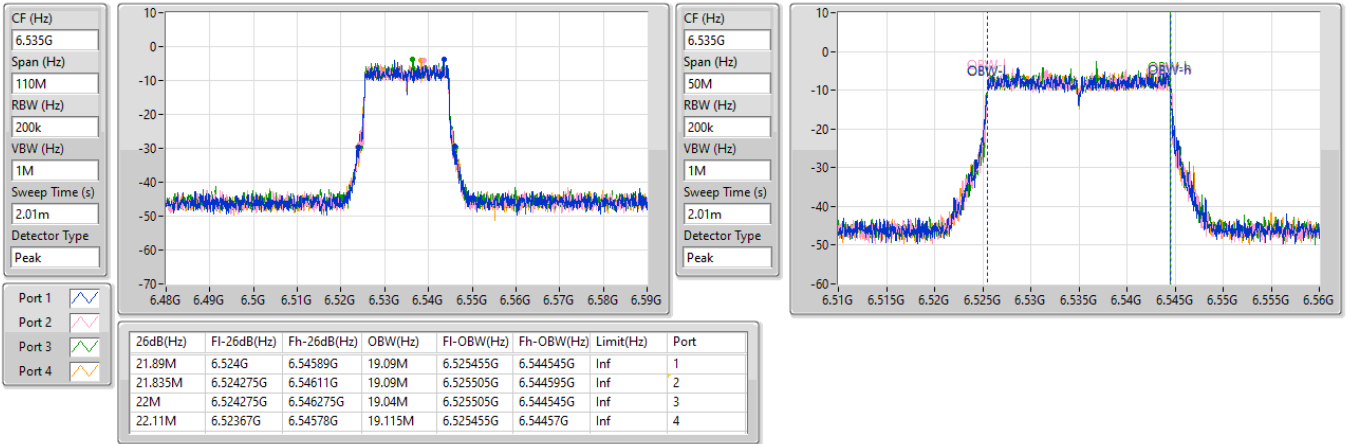 CF (Hz)
6.535G
Span (Hz)
110M
RBW (Hz)
200k
VBW (Hz)
1M
Sweep Time (s)
2.01m
Detector Type
Peak
10-
0-
-10-
-20-
-30-
-40-
-50-
-60-
-70-
6.48G 6.49G 6.5G 6.51G 6.52G 6.53G 6.54G 6.55G 6.56G 6.57G 6.58G 6.59G
CF (Hz)
6.535G
Span (Hz)
50M
RBW (Hz)
200k
VBW (Hz)
1M
Sweep Time (s)
2.01m
Detector Type
Peak
10-
0-
-10-
-20-
-30-
-40-
-50-
-60-
OBW-l OBW-h
6.51G 6.515G 6.52G 6.525G 6.53G 6.535G 6.54G 6.545G 6.55G 6.555G 6.56G
Port 1
Port 2
Port 3
Port 4
26dB(Hz) Fl-26dB(Hz) Fh-26dB(Hz) OBW(Hz) Fl-OBW(Hz) Fh-OBW(Hz) Limit(Hz) Port
21.89M 6.524G 6.54589G 19.09M 6.525455G 6.544545G Inf 1
21.835M 6.524275G 6.54611G 19.09M 6.525505G 6.544595G Inf 2
22M 6.524275G 6.546275G 19.04M 6.525505G 6.544545G Inf 3
22.11M 6.52367G 6.54578G 19.115M 6.525455G 6.54457G Inf 4